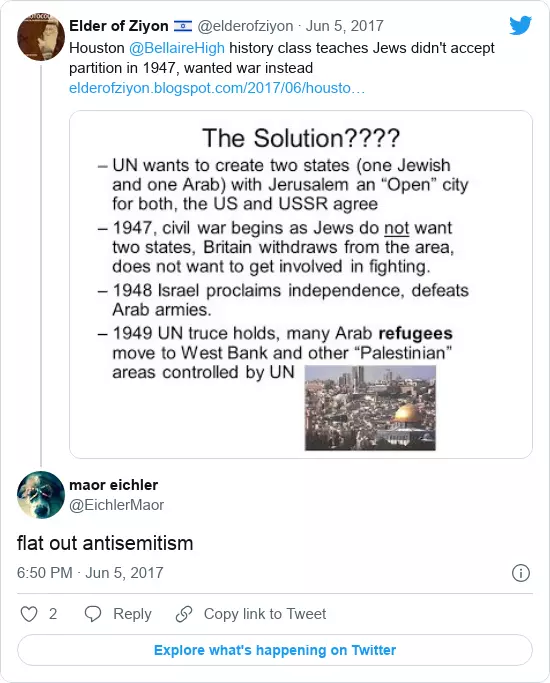 Elder of Ziyon 🇮🇱 @elderofziyon · Jun 5, 2017
Houston @BellaireHigh history class teaches Jews didn't accept
partition in 1947, wanted war instead
elderofziyon.blogspot.com/2017/06/housto…
The Solution????
– UN wants to create two states (one Jewish
and one Arab) with Jerusalem an “Open” city
for both, the US and USSR agree
– 1947, civil war begins as Jews do not want
two states, Britain withdraws from the area,
does not want to get involved in fighting.
– 1948 Israel proclaims independence, defeats
Arab armies.
– 1949 UN truce holds, many Arab refugees
move to West Bank and other “Palestinian”
areas controlled by UN
maor eichler
@EichlerMaor
flat out antisemitism
6:50 PM · Jun 5, 2017
2 Reply Copy link to Tweet
Explore what's happening on Twitter